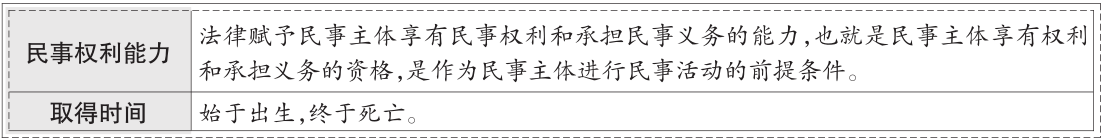 民事权利能力
法律赋予民事主体享有民事权利和承担民事义务的能力,也就是民事主体享有权利
和承担义务的资格,是作为民事主体进行民事活动的前提条件。
取得时间
始于出生,终于死亡。